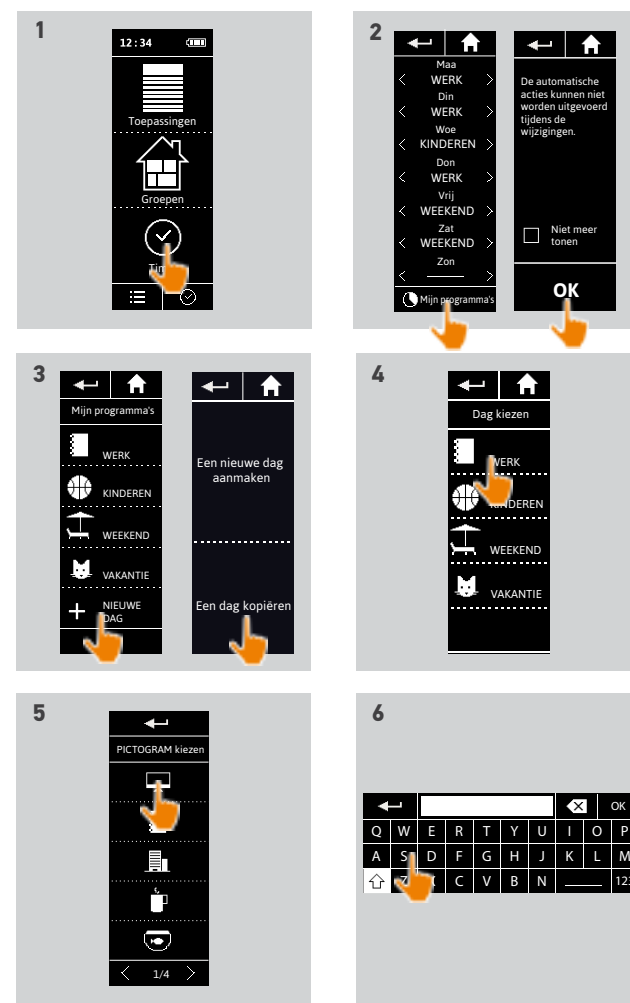 1
12:34
Toepassingen
Groepen
2
Maa
WERK
Din
WERK
Woe
KINDEREN
Don
WERK
Vrij
WEEKEND
Zat
WEEKEND
Zon
Mijn programma's
De automatische
acties kunnen niet
worden uitgevoerd
tijdens de
wijzigingen.
Niet meer
tonen
OK
3
Mijn programma's
WERK
KINDEREN
WEEKEND
VAKANTIE
+ NIEUWE
DAG
Een nieuwe dag
aanmaken
Een dag kopiëren
4
Dag kiezen
WERK
KINDEREN
WEEKEND
VAKANTIE
5
PICTOGRAM kiezen
1/4
6
OK
Q W E R T Y U I O P
A S D F G H J K L M
C V B N 123